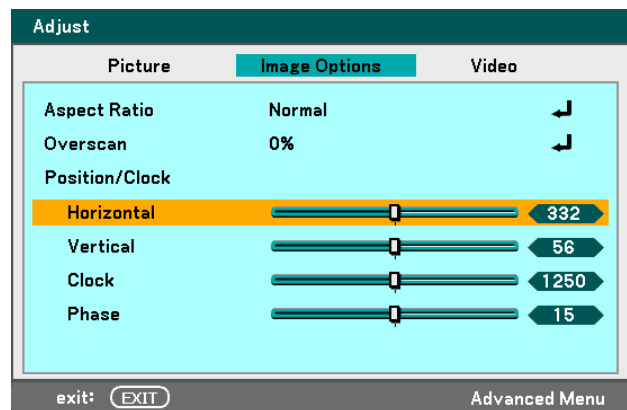 Adjust
Picture Image Options Video
Aspect Ratio Normal
Overscan 0%
Position/Clock
Horizontal 332
Vertical 56
Clock 1250
Phase 15
exit: EXIT Advanced Menu